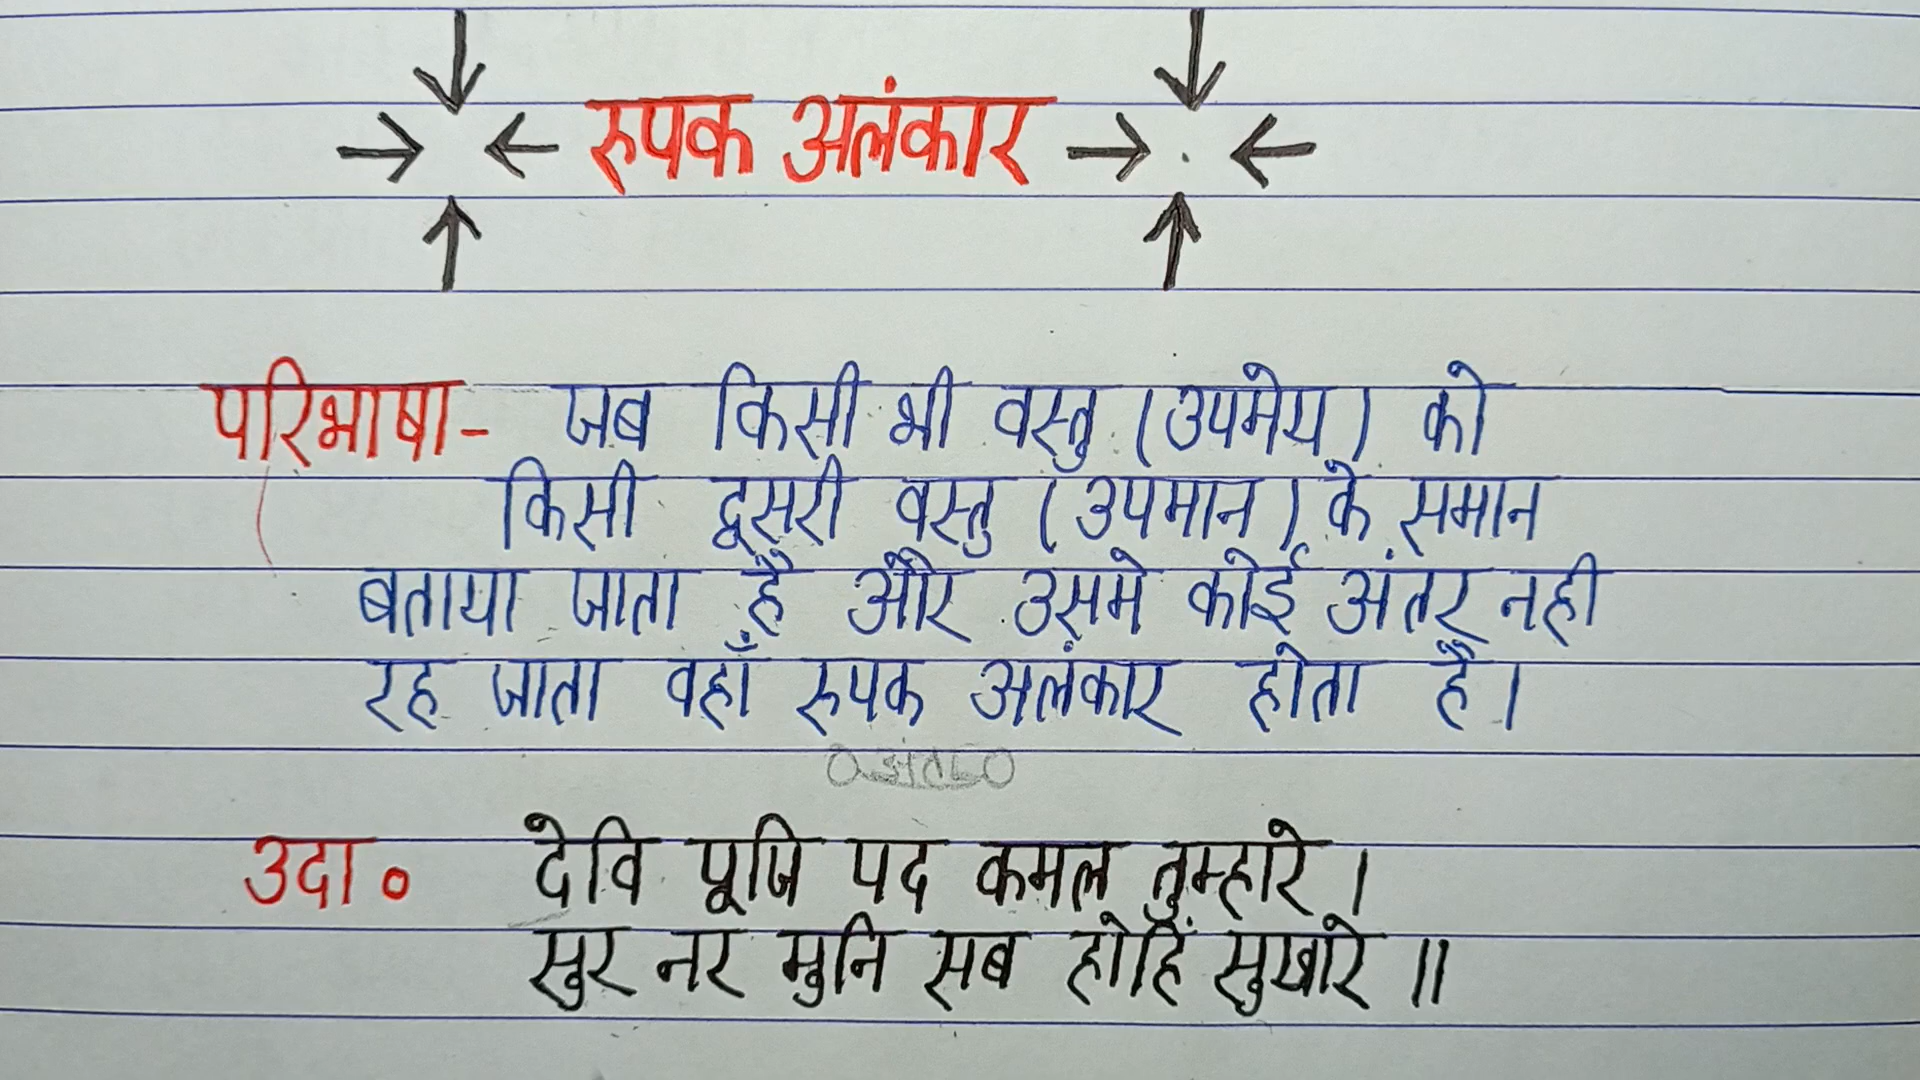 रुपक अलंकार
परिभाषा- जब किसी भी वस्तु (उपमेय) को
किसी दूसरी वस्तु (उपमान) के समान
बताया जाता है और उसमे कोई अंतर नही
रह जाता वहाँ रुपक अलंकार होता है।
उदा० देवि पूजि पद कमल तुम्हारे।
सुर नर मुनि सब होहिं सुखारे॥